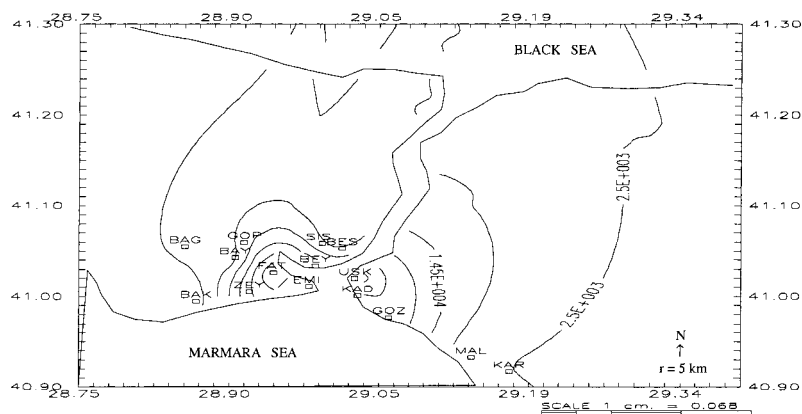 28.75 28.90 29.05 29.19 29.34
41.30 41.30
BLACK SEA
41.20 41.20
2.5E+003
41.10 41.10
BAG GOP SIS BES
BAY BEY
FAT USK
1.45E+004
ZEY EMI KAD
41.00 BAK 41.00
GOZ
2.5E+003
MARMARA SEA
MAL
KAR
N
r = 5 km
40.90 40.90
28.75 28.90 29.05 29.19 29.34
SCALE 1 cm. = 0.068